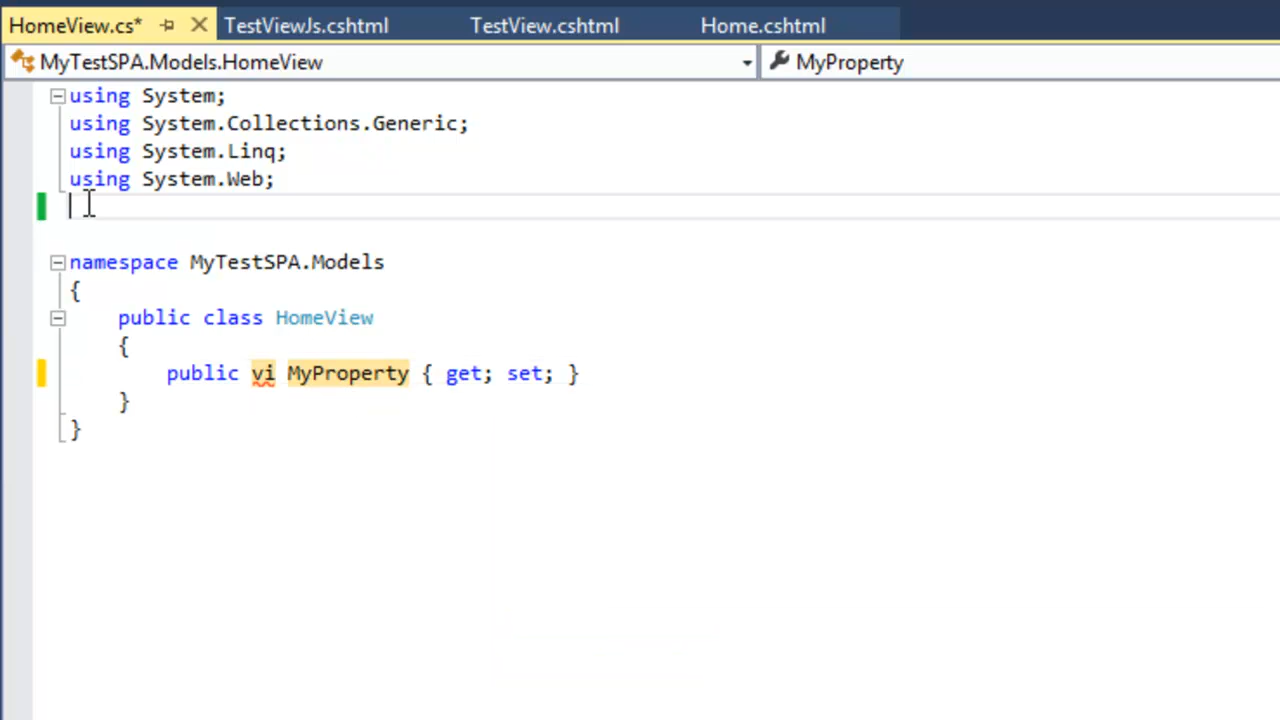 HomeView.cs* TestViewJs.cshtml TestView.cshtml Home.cshtml
MyTestSPA.Models.HomeView MyProperty
using System;
using System.Collections.Generic;
using System.Linq;
using System.Web;
namespace MyTestSPA.Models
{
public class HomeView
{
public vi MyProperty { get; set; }
}
}